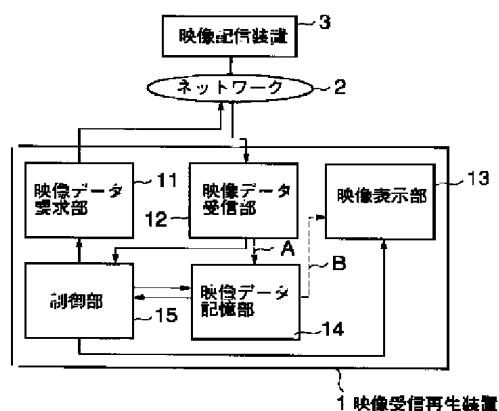 3
映像配信装置
ネットワーク
2
映像データ
要求部
11
映像データ
受信部
12
映像表示部
13
A
B
制御部
15
映像データ
記憶部
14
1 映像受信再生装置